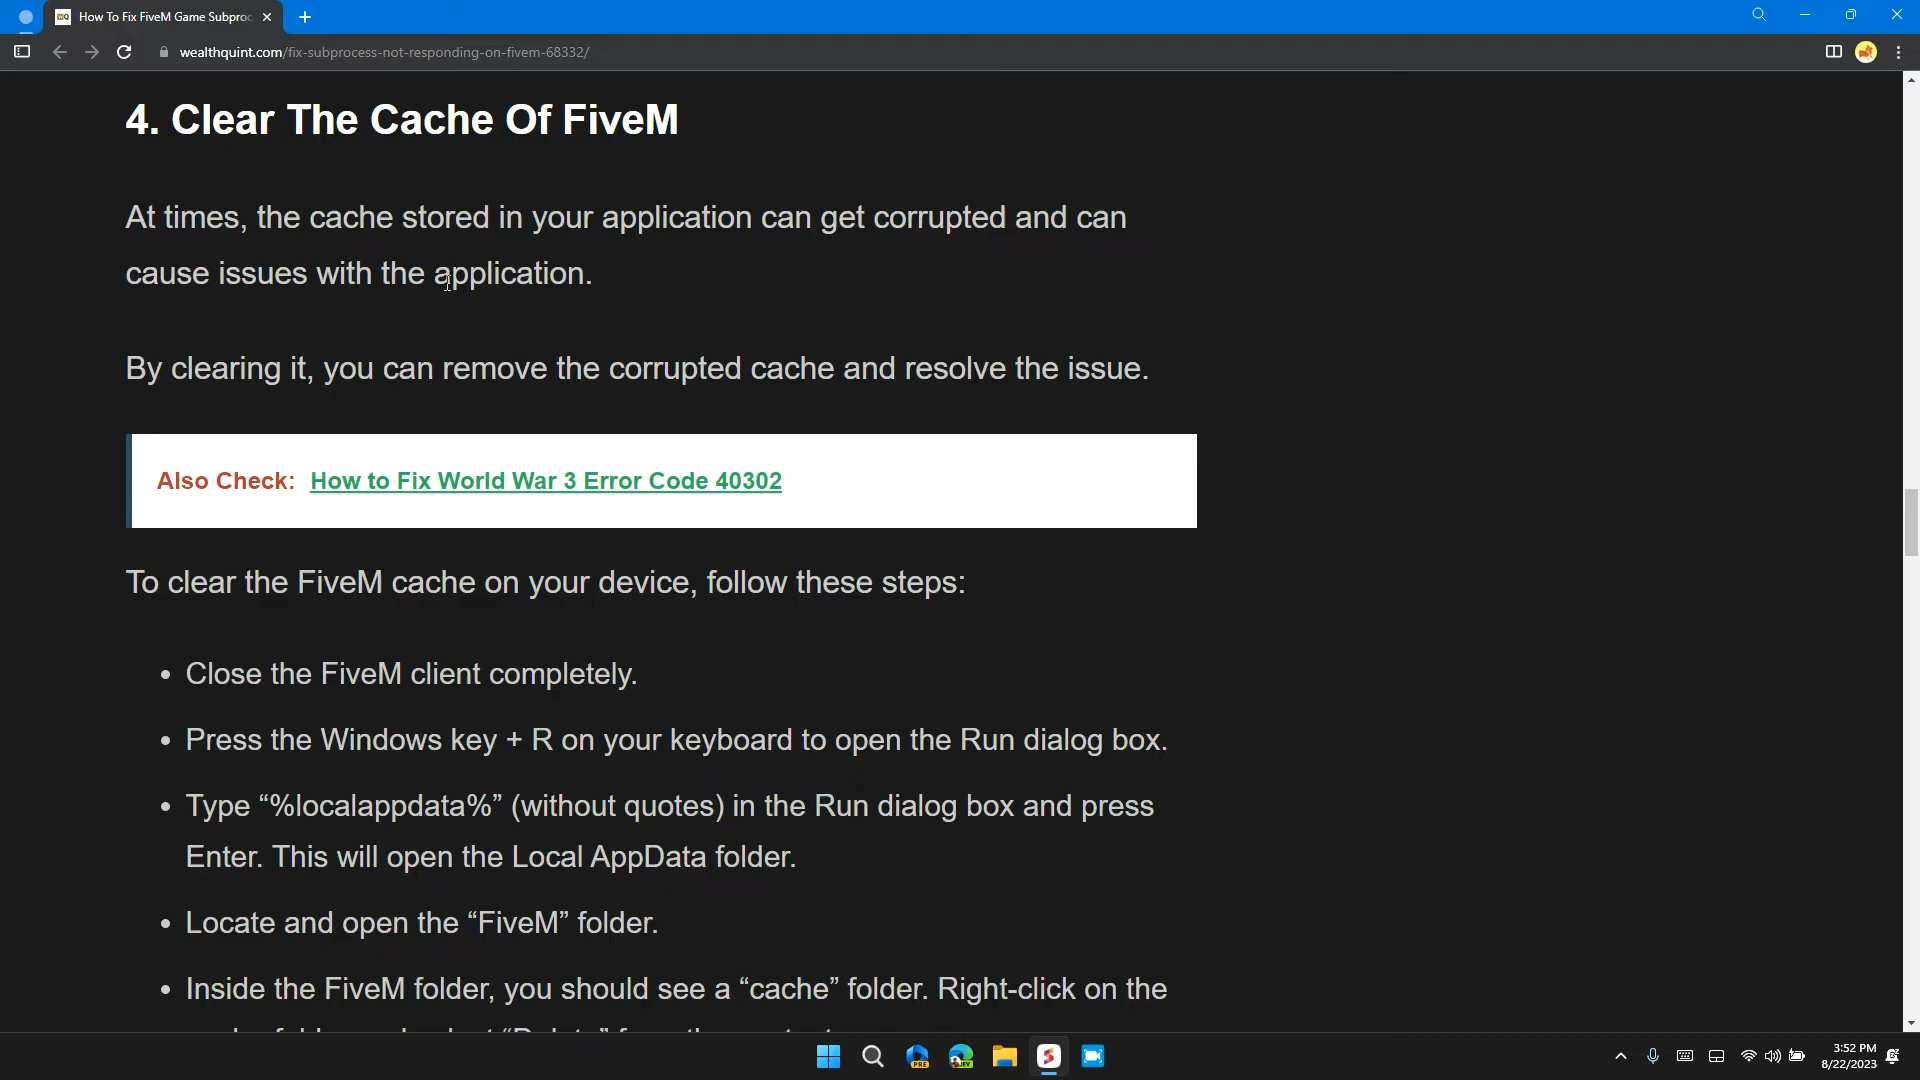 How To Fix FiveM Game Subproc
wealthquint.com/fix-subprocess-not-responding-on-fivem-68332/
4. Clear The Cache Of FiveM
At times, the cache stored in your application can get corrupted and can
cause issues with the application.
By clearing it, you can remove the corrupted cache and resolve the issue.
Also Check: How to Fix World War 3 Error Code 40302
To clear the FiveM cache on your device, follow these steps:
• Close the FiveM client completely.
• Press the Windows key + R on your keyboard to open the Run dialog box.
• Type “%localappdata%” (without quotes) in the Run dialog box and press
Enter. This will open the Local AppData folder.
• Locate and open the “FiveM” folder.
• Inside the FiveM folder, you should see a “cache” folder. Right-click on the
PRE
3:52 PM
8/22/2023